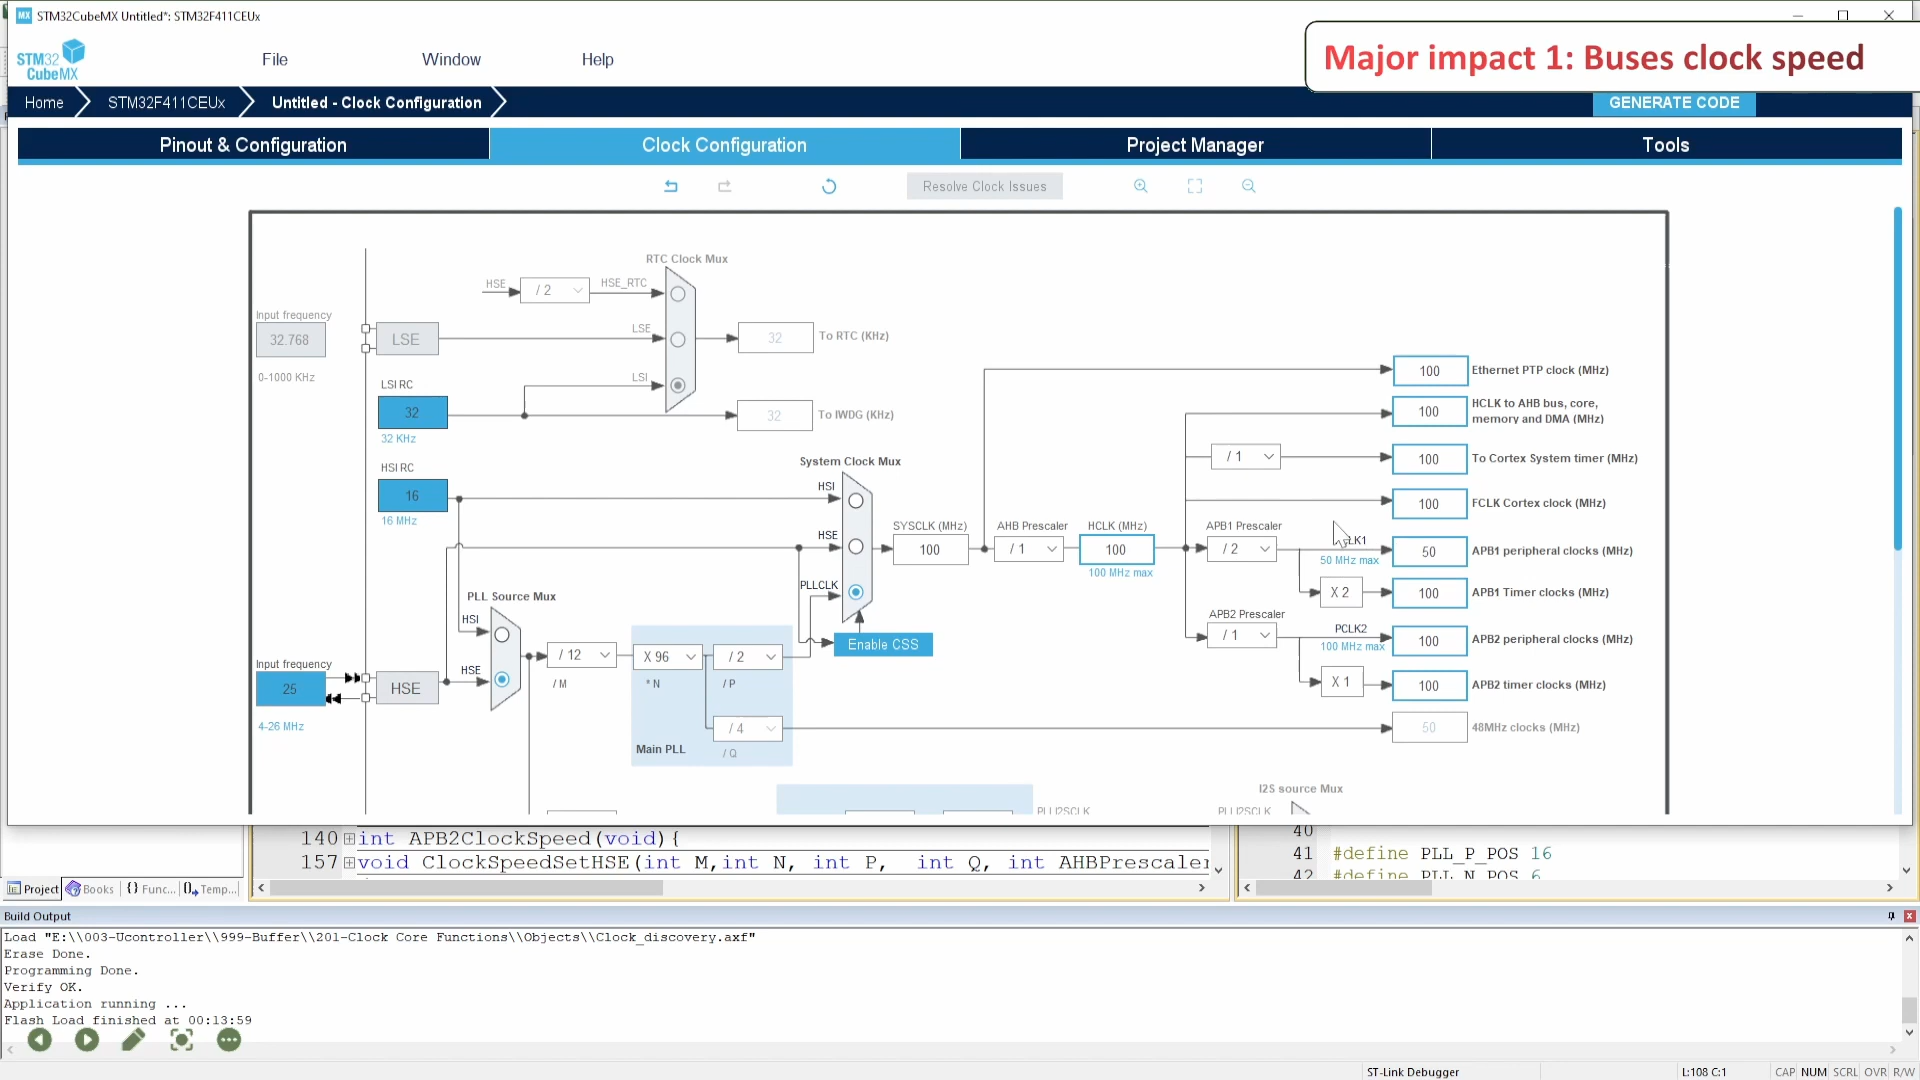 MX STM32CubeMX Untitled*: STM32F411CEUx
STM32
CubeMX
File
Window
Help
Major impact 1: Buses clock speed
Home
STM32F411CEUx
Untitled - Clock Configuration
GENERATE CODE
Pinout & Configuration
Clock Configuration
Project Manager
Tools
Resolve Clock Issues
RTC Clock Mux
HSE
/ 2
HSE_RTC
Input frequency
32.768
LSE
LSE
32
To RTC (KHz)
0-1000 KHz
LSI RC
LSI
32
32
To IWDG (KHz)
32 KHz
Ethernet PTP clock (MHz)
100
HCLK to AHB bus, core,
memory and DMA (MHz)
100
/ 1
100
To Cortex System timer (MHz)
HSI RC
16
16 MHz
System Clock Mux
HSI
100
FCLK Cortex clock (MHz)
HSE
SYSCLK (MHz)
100
AHB Prescaler
/ 1
HCLK (MHz)
100
100 MHz max
APB1 Prescaler
/ 2
LK1
50 MHz max
50
APB1 peripheral clocks (MHz)
PLLCLK
X 2
100
APB1 Timer clocks (MHz)
PLL Source Mux
HSI
APB2 Prescaler
/ 1
PCLK2
100 MHz max
100
APB2 peripheral clocks (MHz)
Enable CSS
Input frequency
25
HSE
HSE
/ 12
/ M
X 96
* N
/ 2
/ P
X 1
100
APB2 timer clocks (MHz)
4-26 MHz
/ 4
/ Q
50
48MHz clocks (MHz)
Main PLL
I2S source Mux
PLLI2SCLK
PLLI2SCLK
140 int APB2ClockSpeed(void){
157 void ClockSpeedSetHSE(int M,int N, int P, int Q, int AHBPrescaler
40
41 #define PLL_P_POS 16
42 #define PLL_N_POS 6
Project
Books
{} Func...
Temp...
Build Output
Load "E:\\003-Ucontroller\\999-Buffer\\201-Clock Core Functions\\Objects\\Clock_discovery.axf"
Erase Done.
Programming Done.
Verify OK.
Application running ...
Flash Load finished at 00:13:59
ST-Link Debugger
L:108 C:1
CAP NUM SCRL OVR R/W